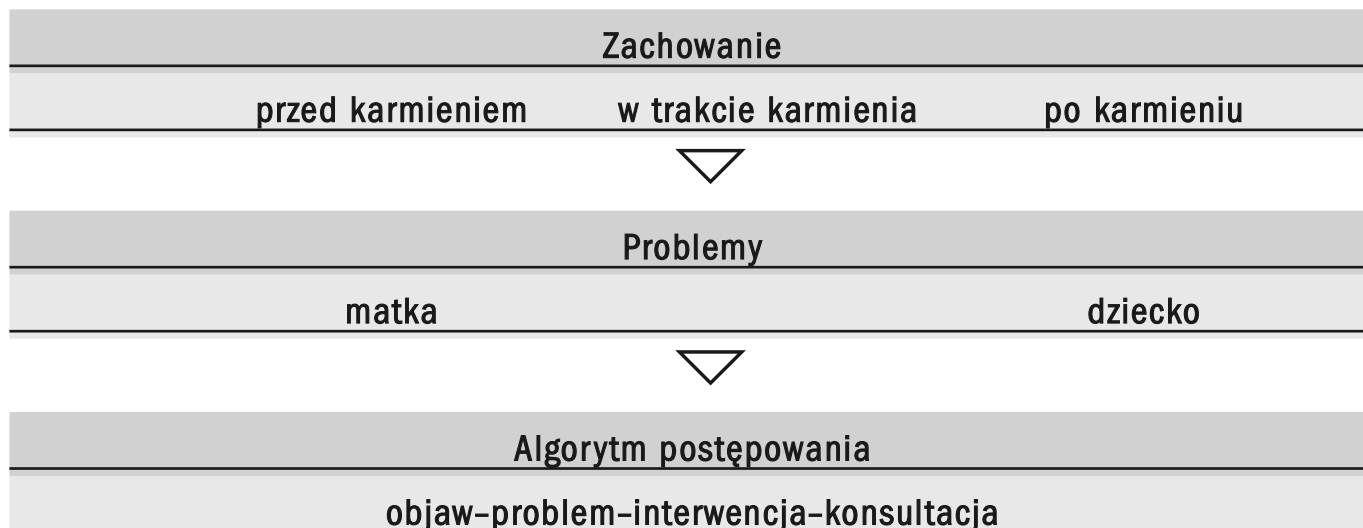 Zachowanie
przed karmieniem w trakcie karmienia po karmieniu
Problemy
matka dziecko
Algorytm postępowania
objaw–problem–interwencja–konsultacja